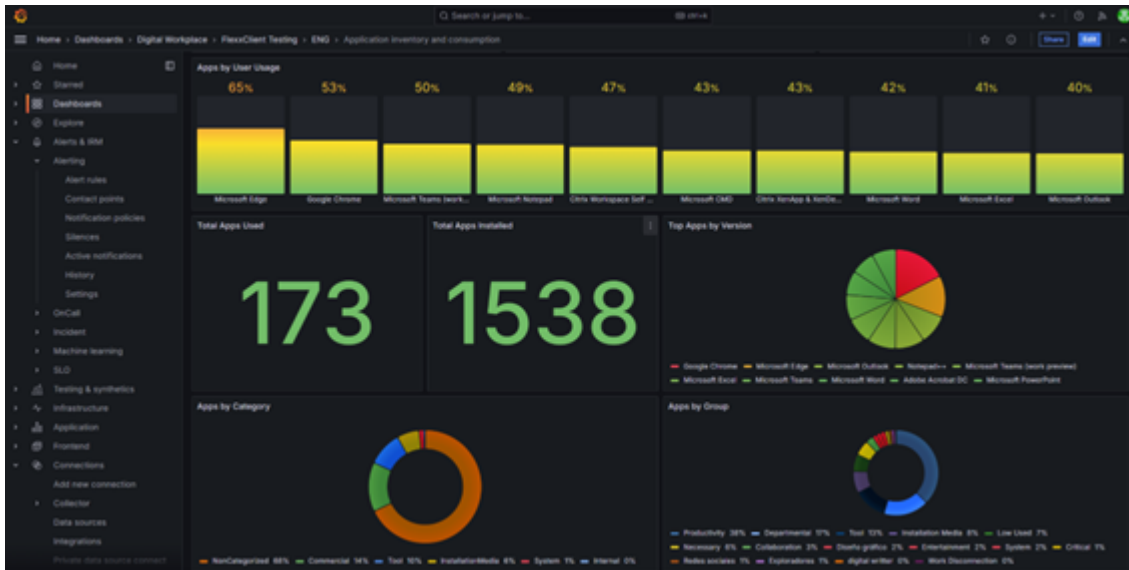 Search or jump to...
ctrl+k
Home › Dashboards › Digital Workplace › FlexxClient Testing › ENG › Application inventory and consumption
Share
Edit
Home
Starred
Dashboards
Explore
Alerts & IRM
Alerting
Alert rules
Contact points
Notification policies
Silences
Active notifications
History
Settings
OnCall
Incident
Machine learning
SLO
Testing & synthetics
Infrastructure
Application
Frontend
Connections
Add new connection
Collector
Data sources
Integrations
Private data source connect
Apps by User Usage
65% 53% 50% 49% 47% 43% 43% 42% 41% 40%
Microsoft Edge Google Chrome Microsoft Teams (work... Microsoft Notepad Citrix Workspace Self ... Microsoft CMD Citrix XenApp & XenDe... Microsoft Word Microsoft Excel Microsoft Outlook
Total Apps Used
173
Total Apps Installed
1538
Top Apps by Version
Google Chrome Microsoft Edge Microsoft Outlook Notepad++ Microsoft Teams (work preview)
Microsoft Excel Microsoft Teams Microsoft Word Adobe Acrobat DC Microsoft PowerPoint
Apps by Category
NonCategorized 68% Commercial 14% Tool 10% InstallationMedia 6% System 1% Internal 0%
Apps by Group
Productivity 38% Departmental 17% Tool 13% Installation Media 8% Low Used 7%
Necessary 6% Collaboration 3% Diseño gráfico 2% Entertainment 2% System 2% Critical 1%
Redes sociales 1% Exploradores 1% digital writter 0% Work Disconnection 0%